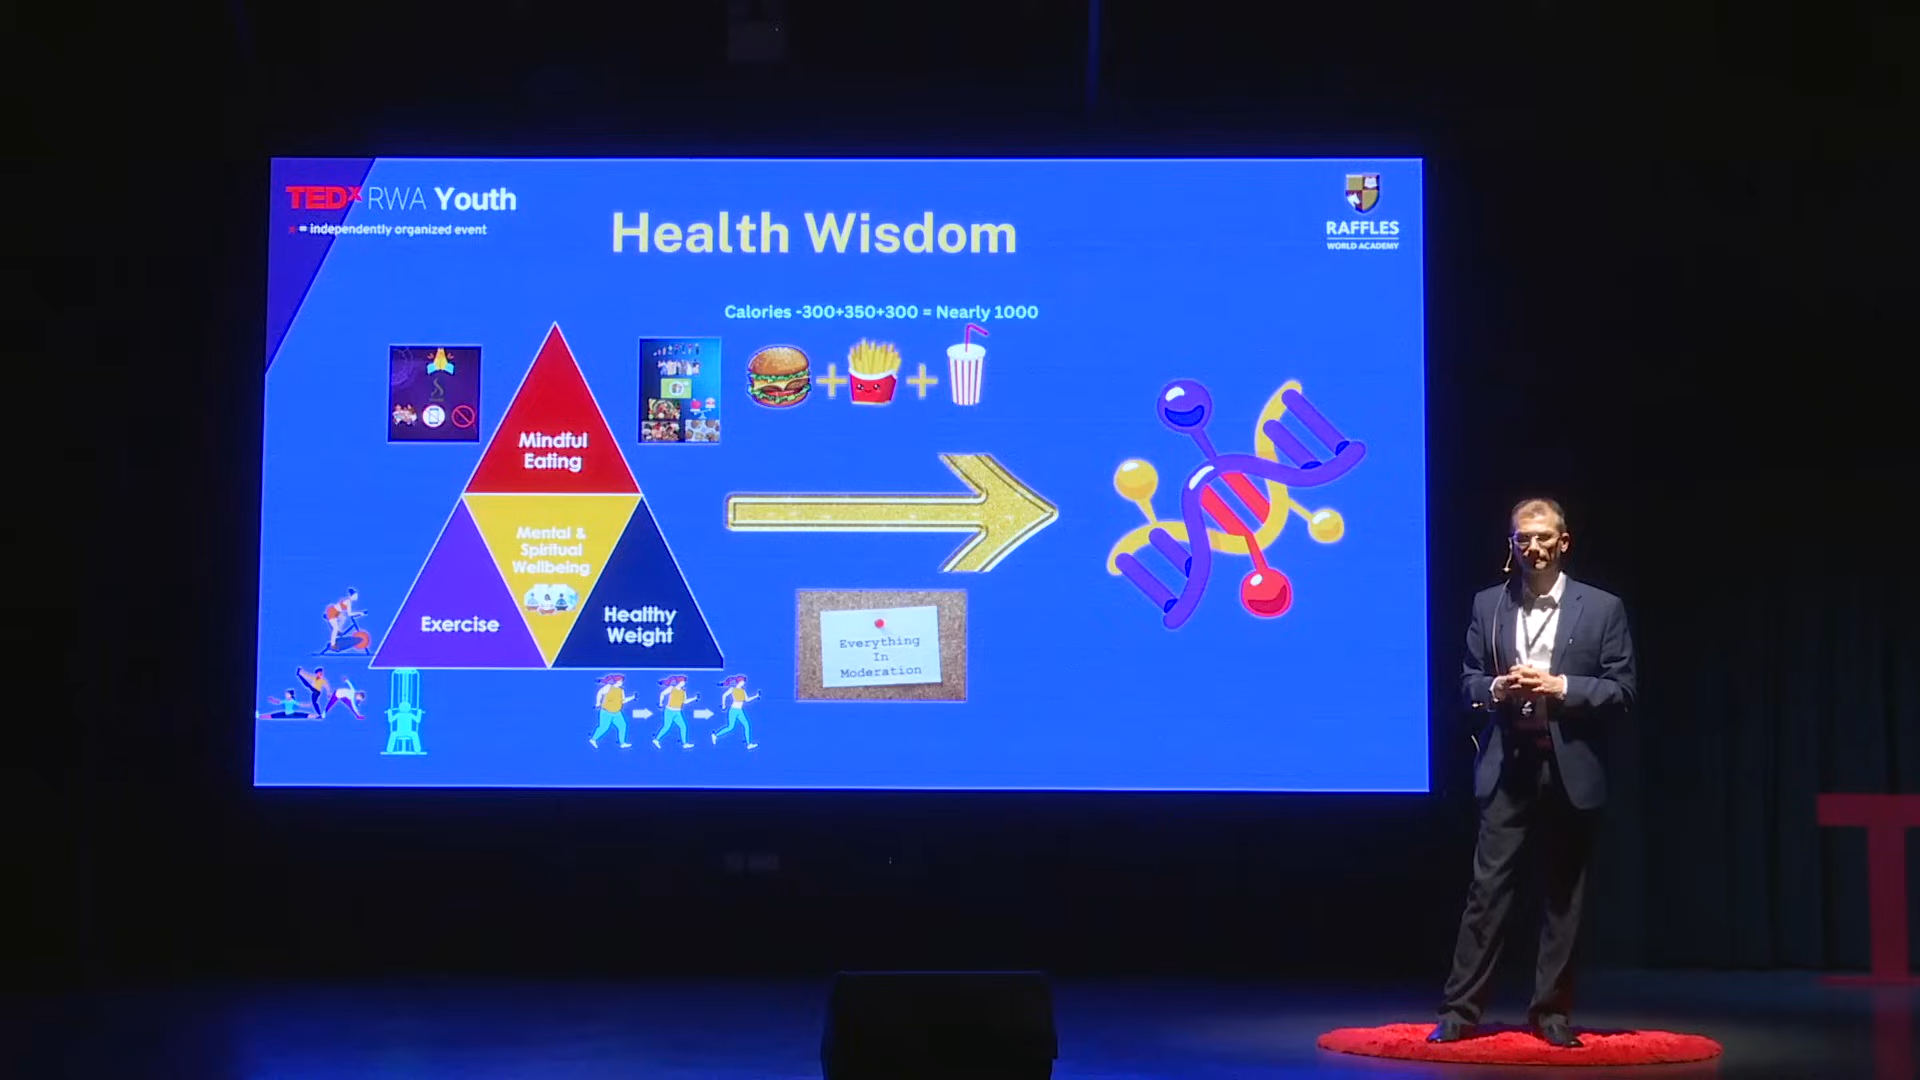 TEDx RWA Youth
x = independently organized event
Health Wisdom
RAFFLES
WORLD ACADEMY
Calories -300+350+300 = Nearly 1000
Mindful
Eating
Mental &
Spiritual
Wellbeing
Exercise
Healthy
Weight
Everything
In
Moderation
T